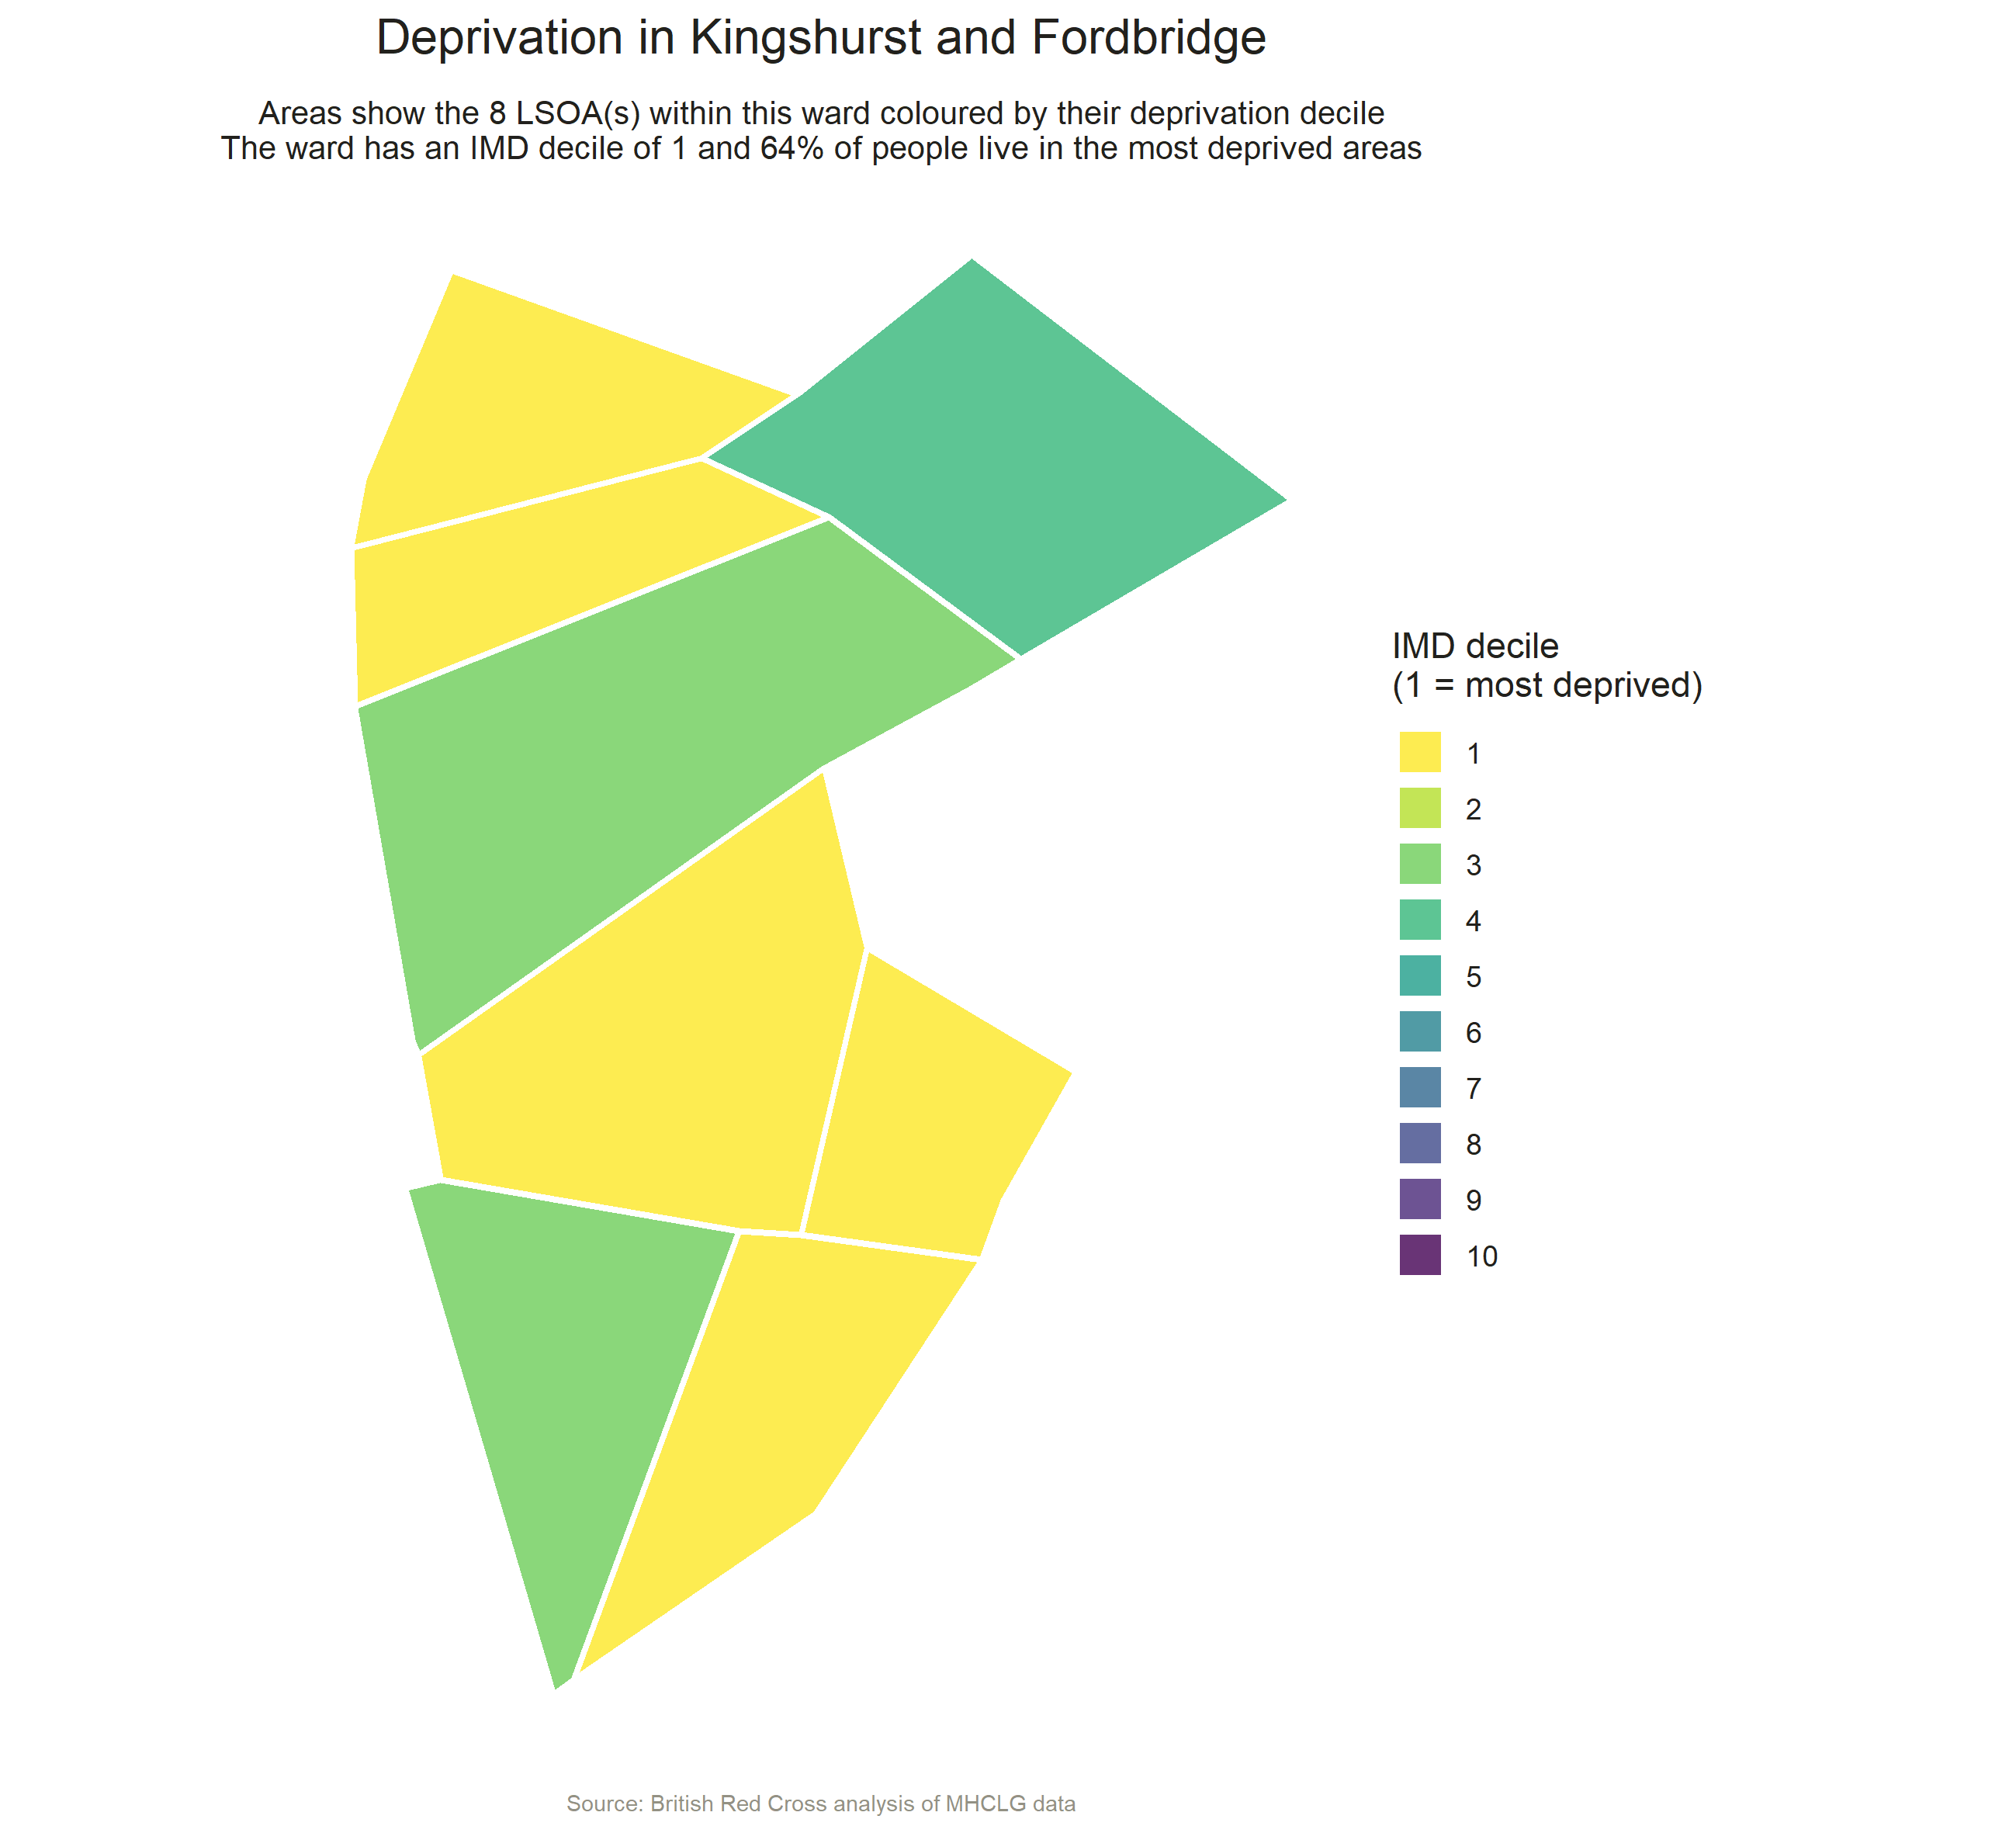 Deprivation in Kingshurst and Fordbridge
Areas show the 8 LSOA(s) within this ward coloured by their deprivation decile
The ward has an IMD decile of 1 and 64% of people live in the most deprived areas
IMD decile
(1 = most deprived)
1
2
3
4
5
6
7
8
9
10
Source: British Red Cross analysis of MHCLG data